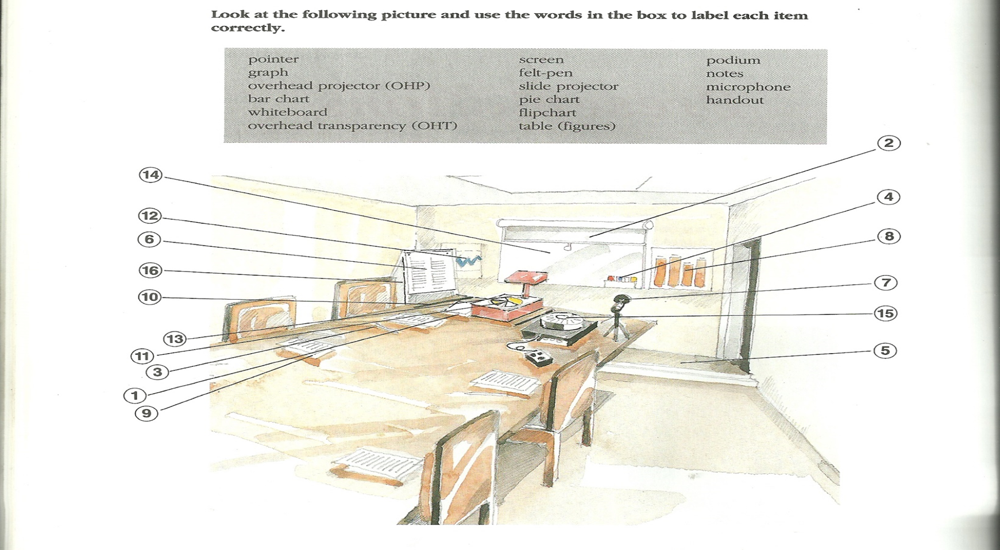 Look at the following picture and use the words in the box to label each item
correctly.
pointer
graph
overhead projector (OHP)
bar chart
whiteboard
overhead transparency (OHT)
screen
felt-pen
slide projector
pie chart
flipchart
table (figures)
podium
notes
microphone
handout
14
12
6
16
10
13
11
3
1
9
2
4
8
7
15
5